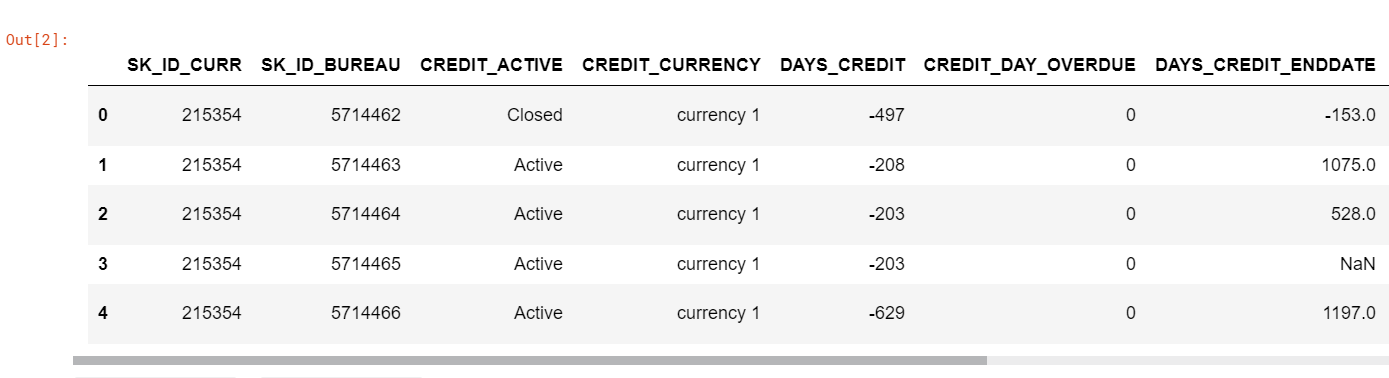 Out[2]:
SK_ID_CURR SK_ID_BUREAU CREDIT_ACTIVE CREDIT_CURRENCY DAYS_CREDIT CREDIT_DAY_OVERDUE DAYS_CREDIT_ENDDATE
0 215354 5714462 Closed currency 1 -497 0 -153.0
1 215354 5714463 Active currency 1 -208 0 1075.0
2 215354 5714464 Active currency 1 -203 0 528.0
3 215354 5714465 Active currency 1 -203 0 NaN
4 215354 5714466 Active currency 1 -629 0 1197.0